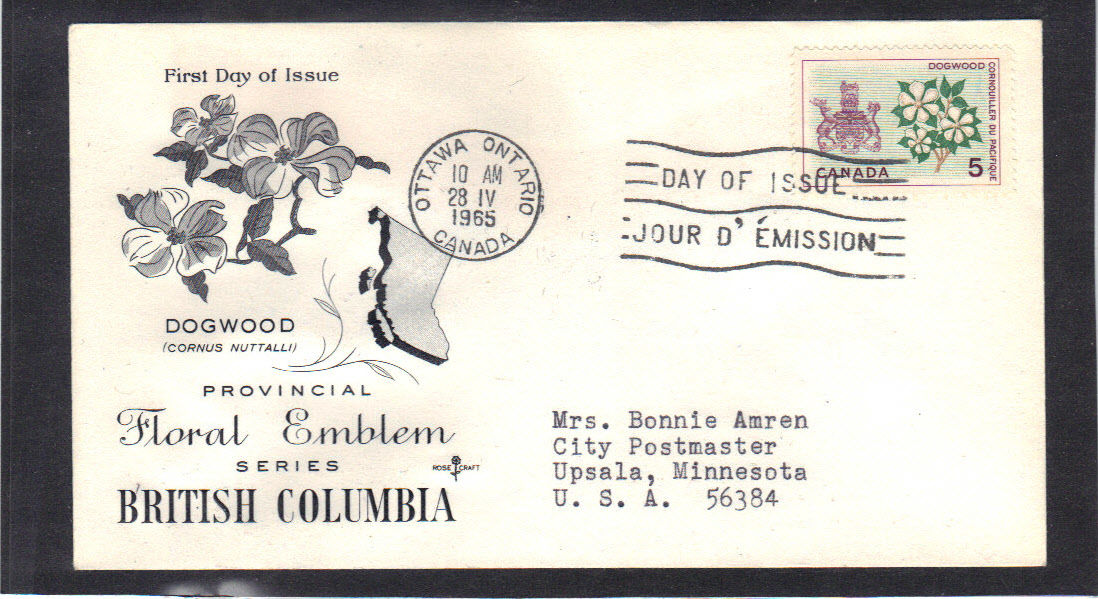 First Day of Issue
DOGWOOD
(CORNUS NUTTALLI)
PROVINCIAL
Floral Emblem
SERIES
ROSE CRAFT
BRITISH COLUMBIA
OTTAWA ONTARIO
10 AM
28 IV
1965
CANADA
DAY OF ISSUE
JOUR D' ÉMISSION
DOGWOOD
CORNOUILLER DU PACIFIQUE
CANADA
5
Mrs. Bonnie Amren
City Postmaster
Upsala, Minnesota
U. S. A. 56384